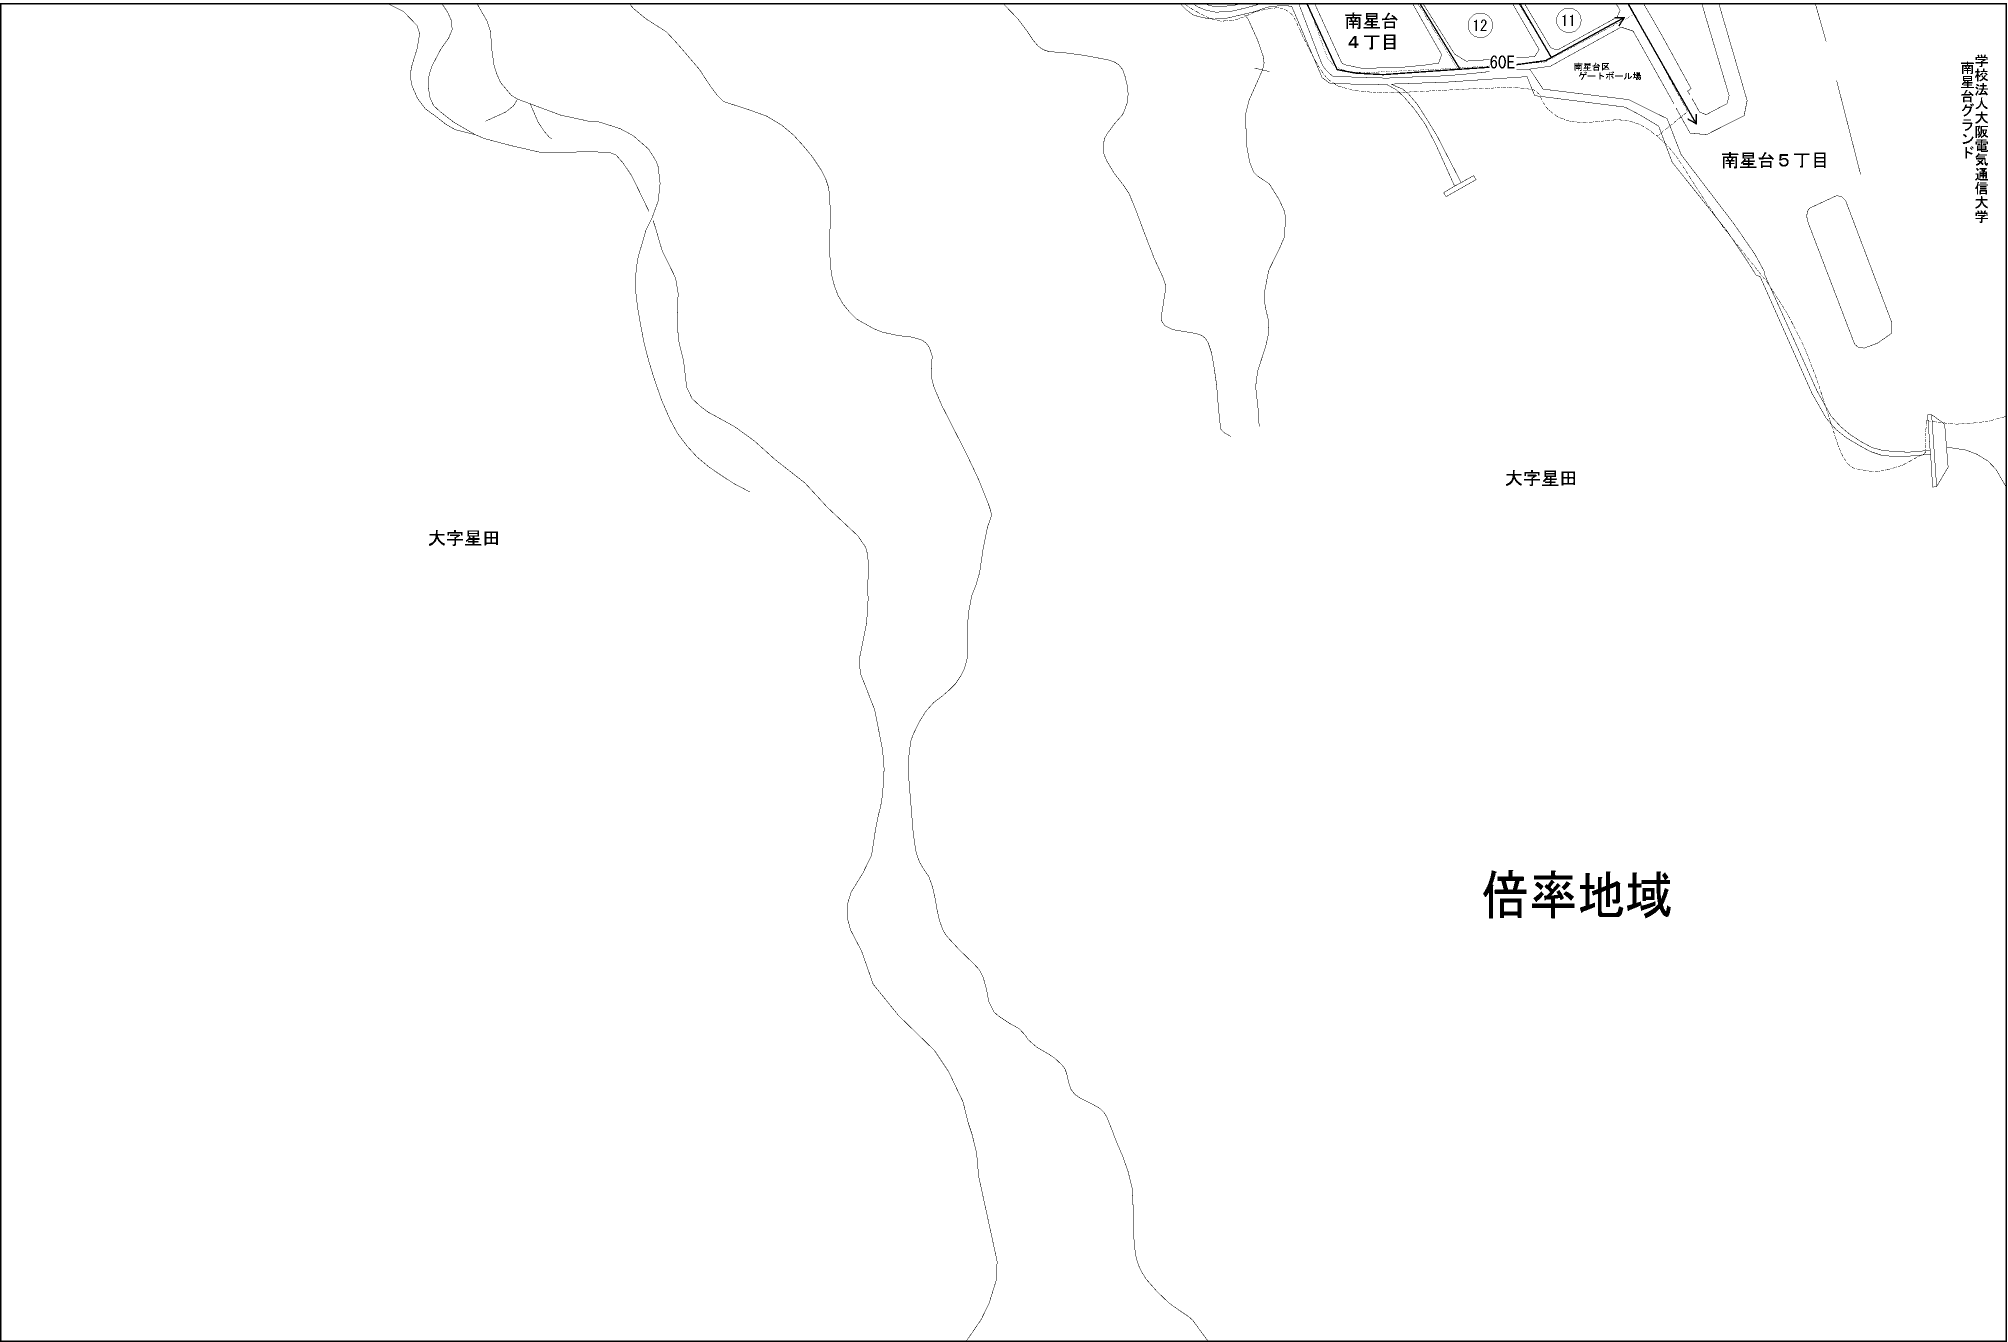 南星台
４丁目
12
11
60E
南星台区
ゲートボール場
学校法人大阪電気通信大学
南星台グランド
南星台５丁目
大字星田
大字星田
倍率地域